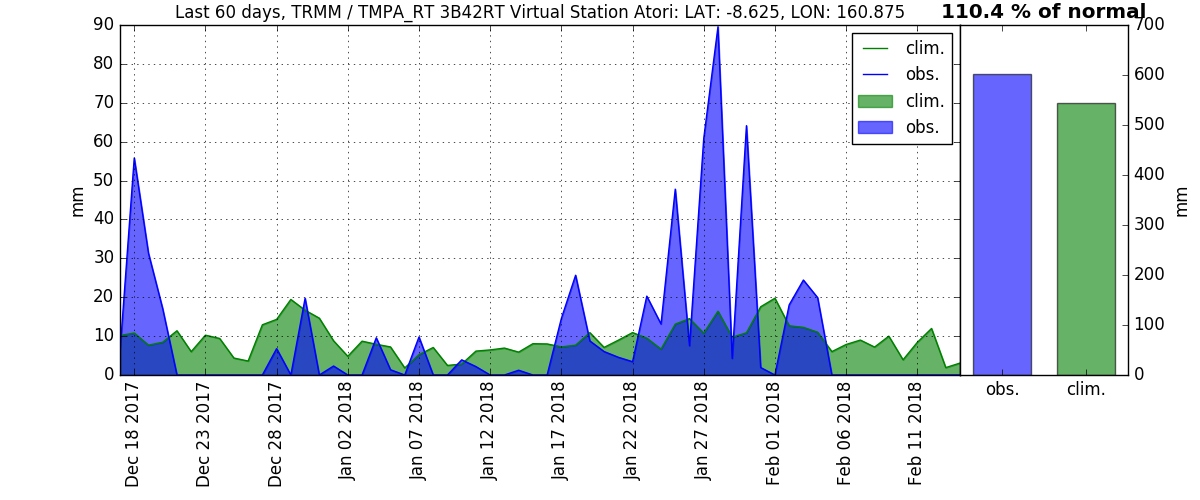 Last 60 days, TRMM / TMPA_RT 3B42RT Virtual Station Atori: LAT: -8.625, LON: 160.875
110.4 % of normal
90
80
70
60
50
40
30
20
10
0
mm
clim.
obs.
clim.
obs.
700
600
500
400
300
200
100
0
mm
Dec 18 2017
Dec 23 2017
Dec 28 2017
Jan 02 2018
Jan 07 2018
Jan 12 2018
Jan 17 2018
Jan 22 2018
Jan 27 2018
Feb 01 2018
Feb 06 2018
Feb 11 2018
obs.
clim.